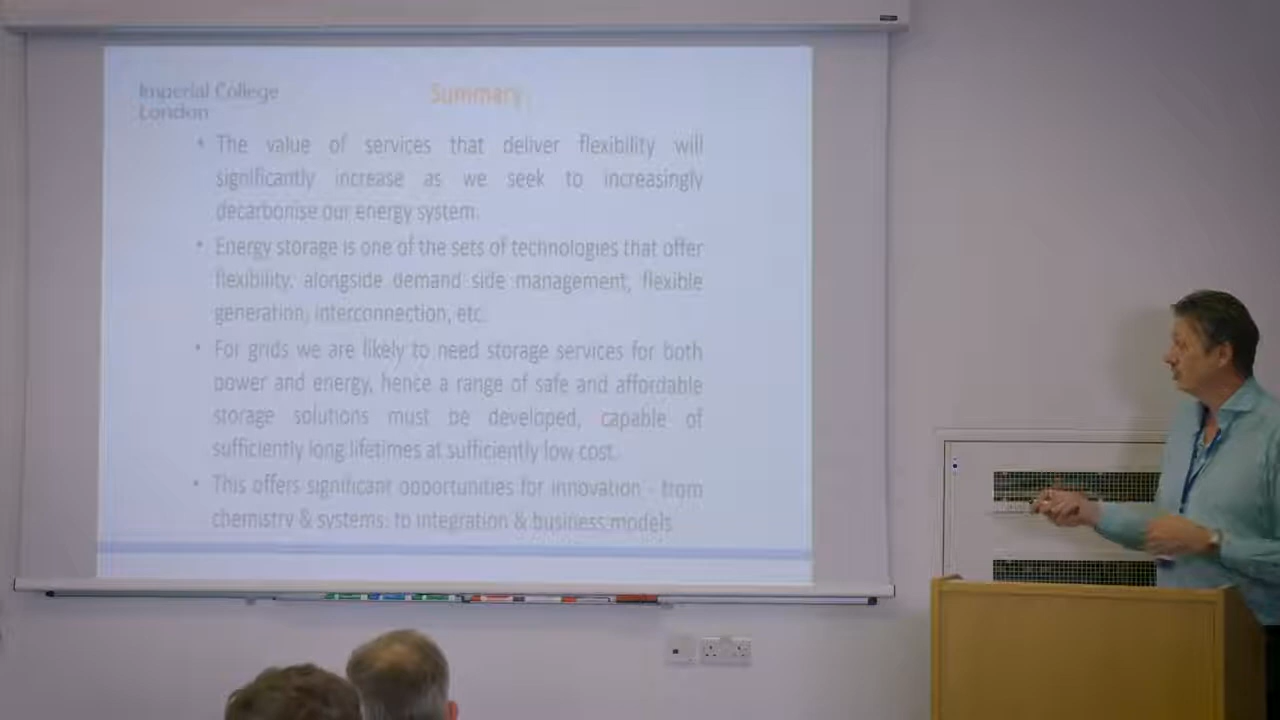 Imperial College
London
Summary
• The value of services that deliver flexibility will
significantly increase as we seek to increasingly
decarbonise our energy system.
• Energy storage is one of the sets of technologies that offer
flexibility, alongside demand side management, flexible
generation, interconnection, etc.
• For grids we are likely to need storage services for both
power and energy, hence a range of safe and affordable
storage solutions must be developed, capable of
sufficiently long lifetimes at sufficiently low cost.
• This offers significant opportunities for innovation - from
chemistry & systems; to integration & business models